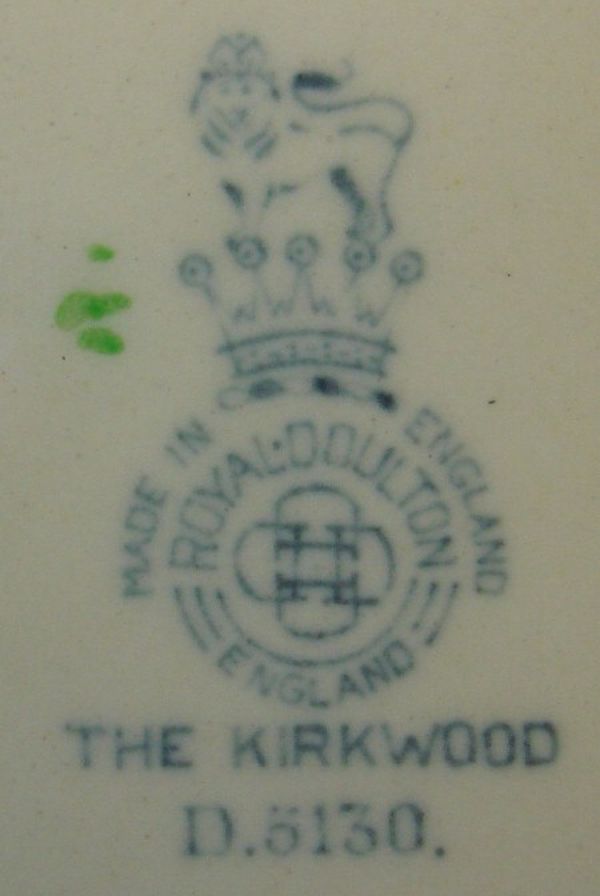 MADE IN ENGLAND
ROYAL·DOULTON
ENGLAND
THE KIRKWOOD
D.5130.